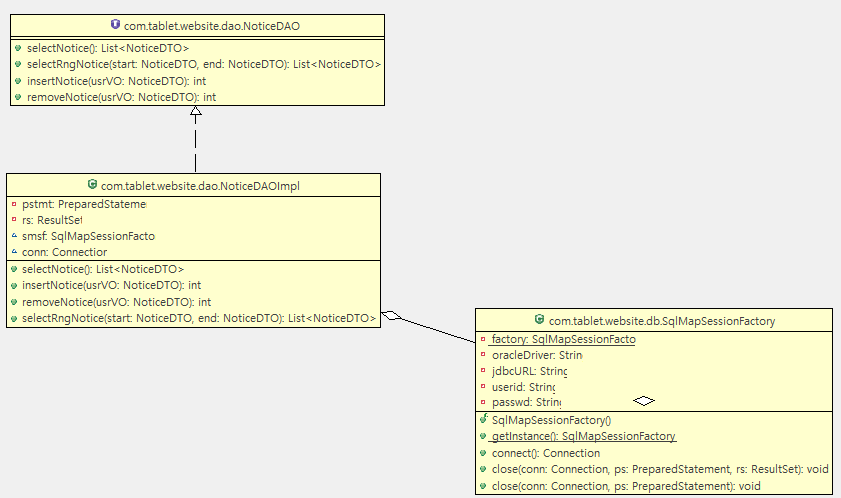 com.tablet.website.dao.NoticeDAO
selectNotice(): List<NoticeDTO>
selectRngNotice(start: NoticeDTO, end: NoticeDTO): List<NoticeDTO>
insertNotice(usrVO: NoticeDTO): int
removeNotice(usrVO: NoticeDTO): int
com.tablet.website.dao.NoticeDAOImpl
pstmt: PreparedStateme
rs: ResultSet
smsf: SqlMapSessionFacto
conn: Connection
selectNotice(): List<NoticeDTO>
insertNotice(usrVO: NoticeDTO): int
removeNotice(usrVO: NoticeDTO): int
selectRngNotice(start: NoticeDTO, end: NoticeDTO): List<NoticeDTO>
com.tablet.website.db.SqlMapSessionFactory
factory: SqlMapSessionFacto
oracleDriver: Strin
jdbcURL: String
userid: String
passwd: String
SqlMapSessionFactory()
getInstance(): SqlMapSessionFactory
connect(): Connection
close(conn: Connection, ps: PreparedStatement, rs: ResultSet): void
close(conn: Connection, ps: PreparedStatement): void